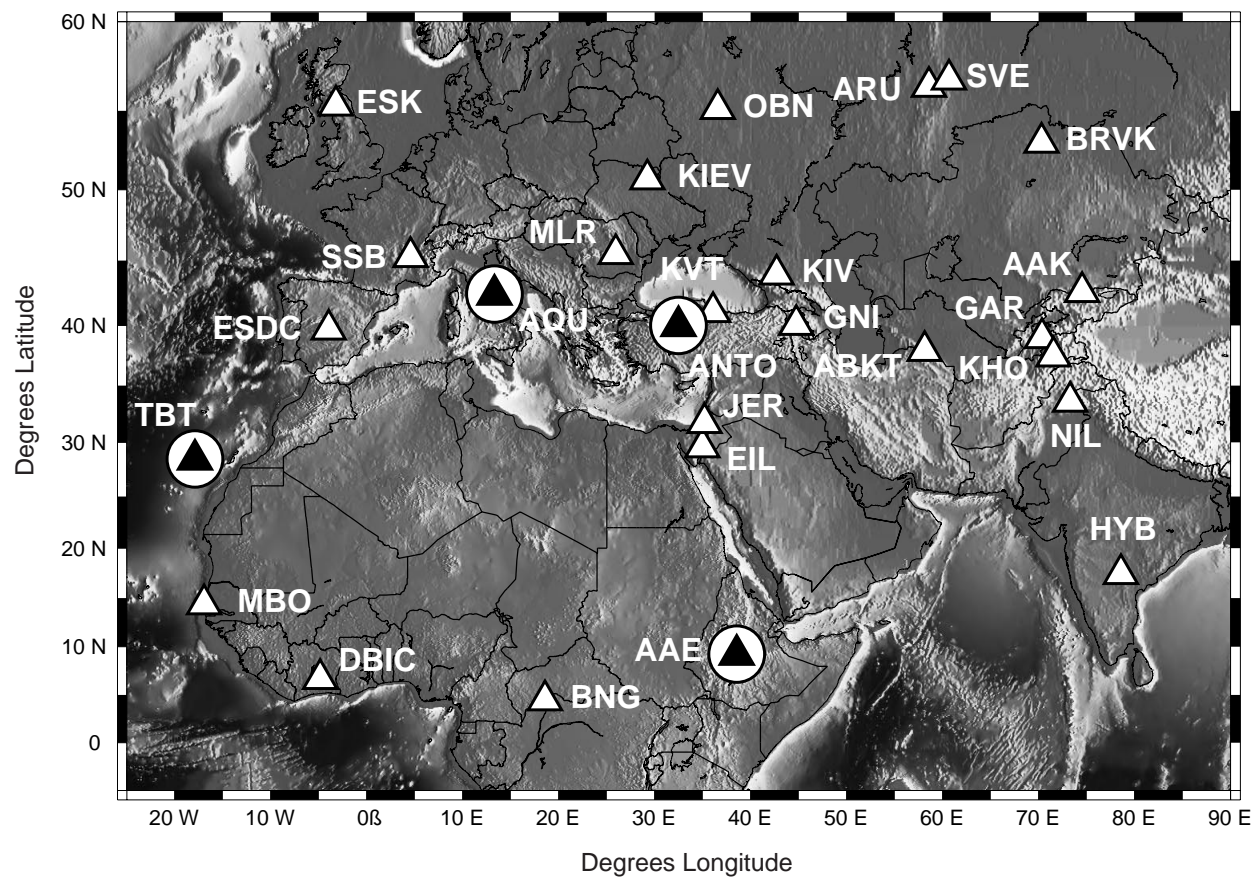 60 N
ESK
OBN
ARU
SVE
BRVK
KIEV
50 N
MLR
SSB
KVT
KIV
AAK
GAR
ESDC
AQU
GNI
40 N
ANTO
ABKT
KHO
TBT
JER
NIL
30 N
EIL
HYB
20 N
MBO
DBIC
AAE
10 N
BNG
0
20 W 10 W 0ß 10 E 20 E 30 E 40 E 50 E 60 E 70 E 80 E 90 E
Degrees Longitude
Degrees Latitude